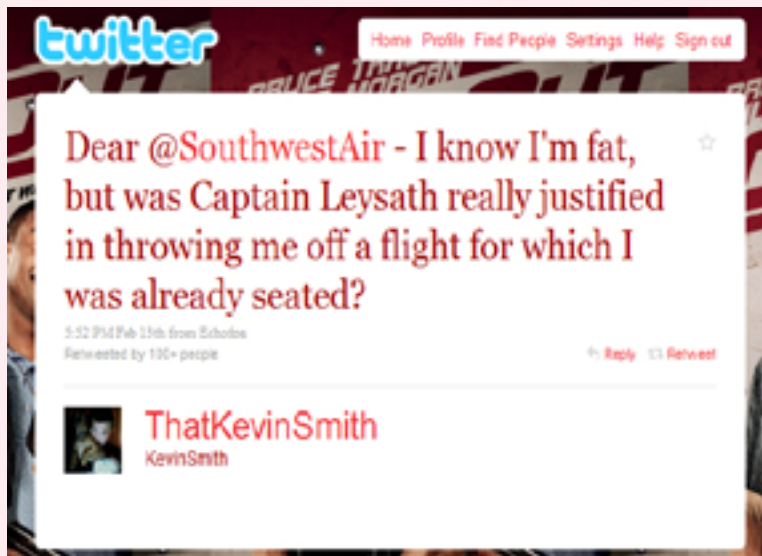 twitter
Home Profile Find People Settings Help Sign out
BRUCE
MORGAN
Dear @SouthwestAir - I know I'm fat,
but was Captain Leysath really justified
in throwing me off a flight for which I
was already seated?
5:52 PM Feb 13th from Echofon
Retweeted by 100+ people
Reply Retweet
ThatKevinSmith
KevinSmith